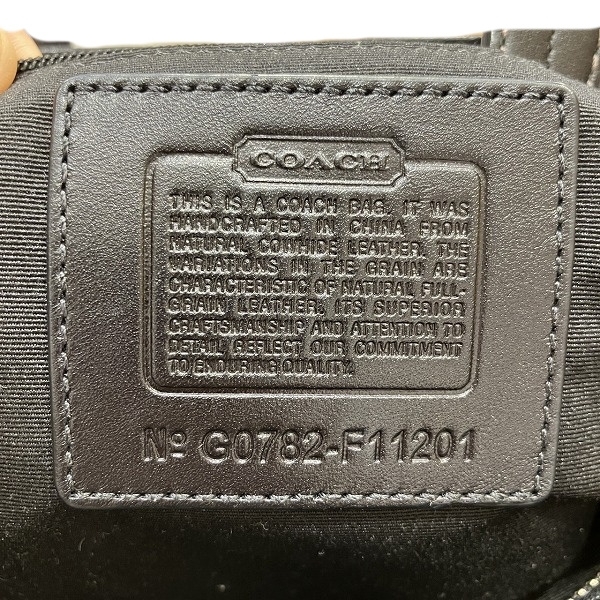 COACH
THIS IS A COACH BAG. IT WAS
HANDCRAFTED IN CHINA FROM
NATURAL COWHIDE LEATHER. THE
VARIATIONS IN THE GRAIN ARE
CHARACTERISTIC OF NATURAL FULL-
GRAIN LEATHER. ITS SUPERIOR
CRAFTSMANSHIP AND ATTENTION TO
DETAIL REFLECT OUR COMMITMENT
TO ENDURING QUALITY.
Nº G0782-F11201